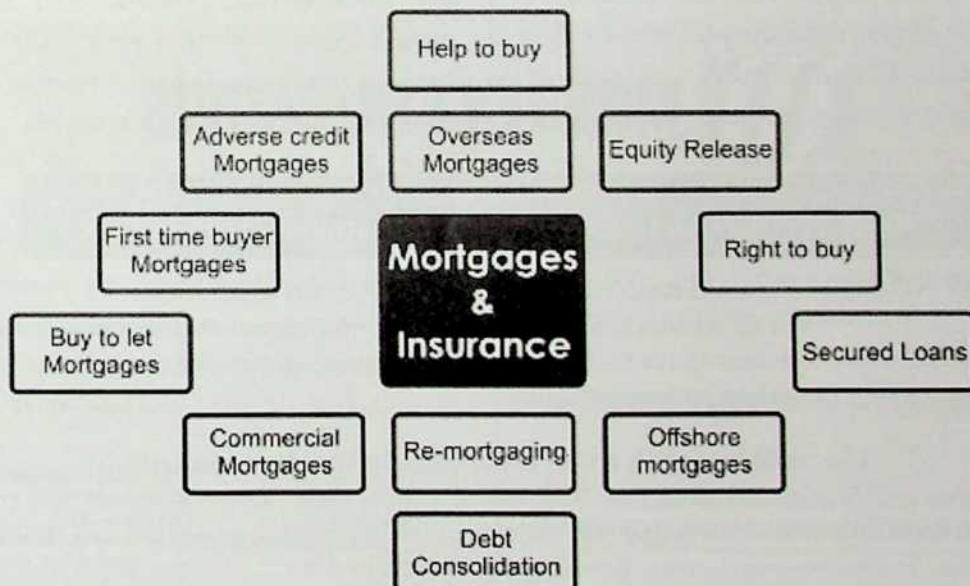 Help to buy
Adverse credit
Mortgages
Overseas
Mortgages
Equity Release
First time buyer
Mortgages
Mortgages
&
Insurance
Right to buy
Buy to let
Mortgages
Secured Loans
Commercial
Mortgages
Re-mortgaging
Offshore
mortgages
Debt
Consolidation